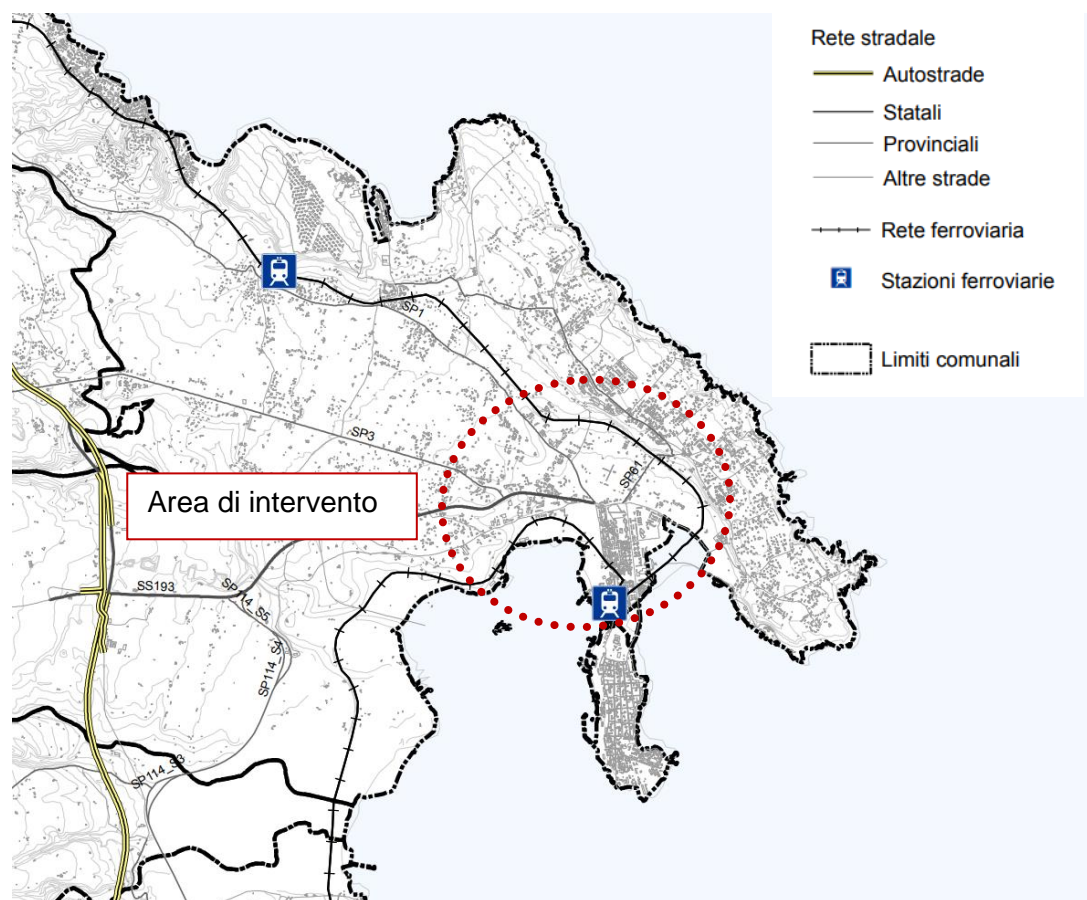 Rete stradale
Autostrade
Statali
Provinciali
Altre strade
Rete ferroviaria
Stazioni ferroviarie
Limiti comunali
SP1
SP3
SP61
Area di intervento
SS193
SP114_S5
SP114_S4
SP114_S3